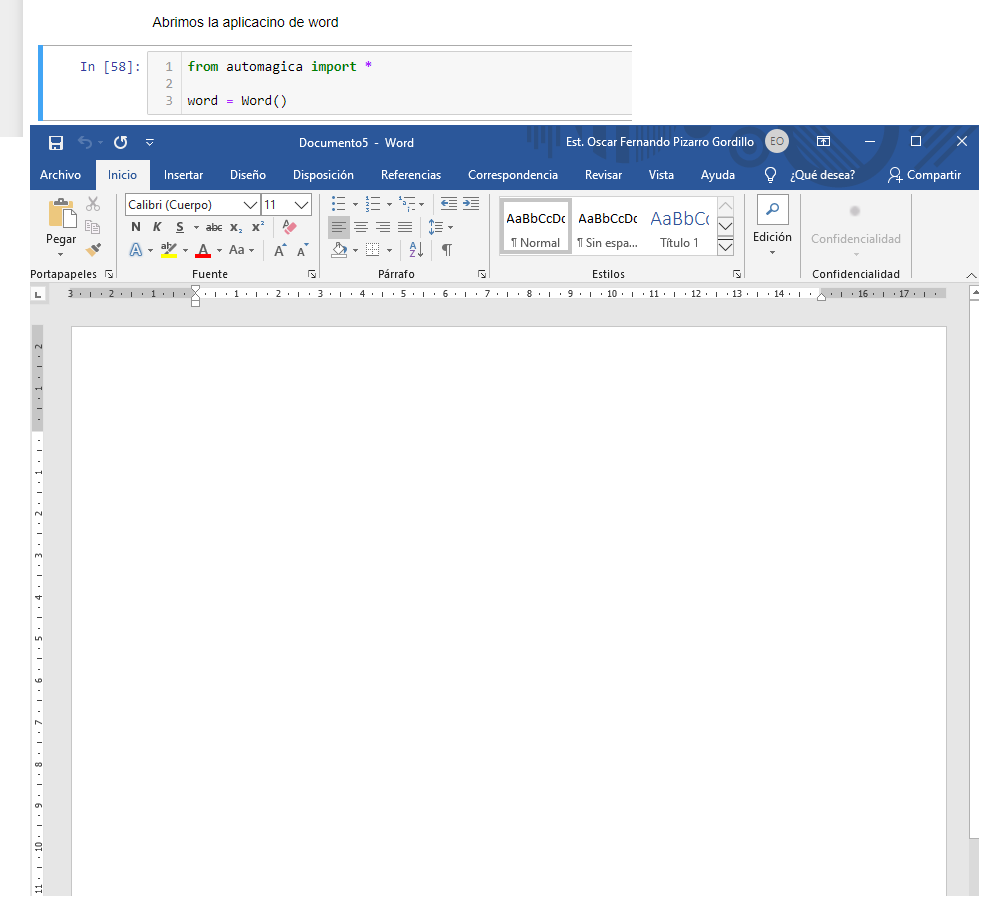 Abrimos la aplicacino de word
In [58]: 1 from automagica import *
2
3 word = Word()
Documento5 - Word Est. Oscar Fernando Pizarro Gordillo EO
Archivo Inicio Insertar Diseño Disposición Referencias Correspondencia Revisar Vista Ayuda ¿Qué desea? Compartir
Pegar
Calibri (Cuerpo) 11
N K S abc x₂ x²
A ab A Aa A A
A Z
AaBbCcDc AaBbCcDc AaBbC(
¶ Normal ¶ Sin espa... Título 1
Edición
Confidencialidad
Portapapeles Fuente Párrafo Estilos Confidencialidad
L 3 2 1 1 2 3 4 5 6 7 8 9 10 11 12 13 14 16 17
2
1
1
2
3
4
5
6
7
8
9
10
11